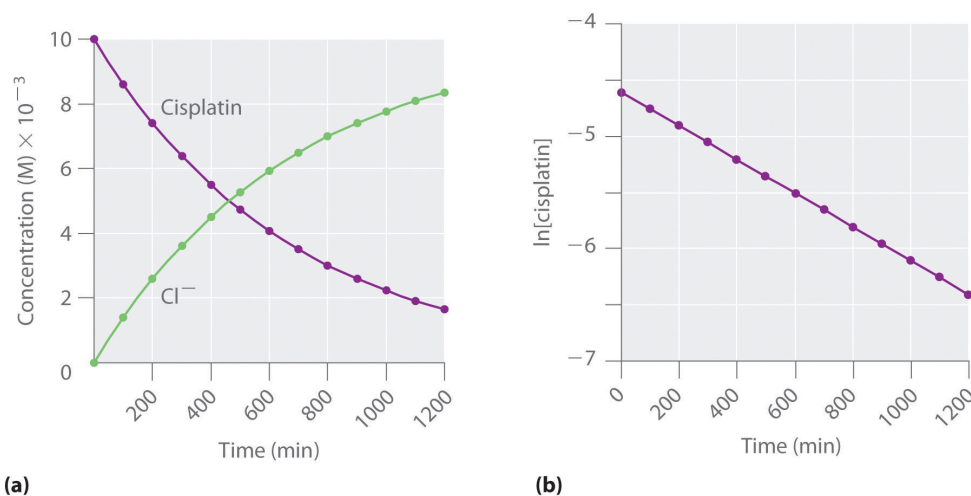 Concentration (M) × 10⁻³
10
8
6
4
2
0
Cisplatin
Cl⁻
200
400
600
800
1000
1200
Time (min)
(a)
ln[cisplatin]
−4
−5
−6
−7
0
200
400
600
800
1000
1200
Time (min)
(b)